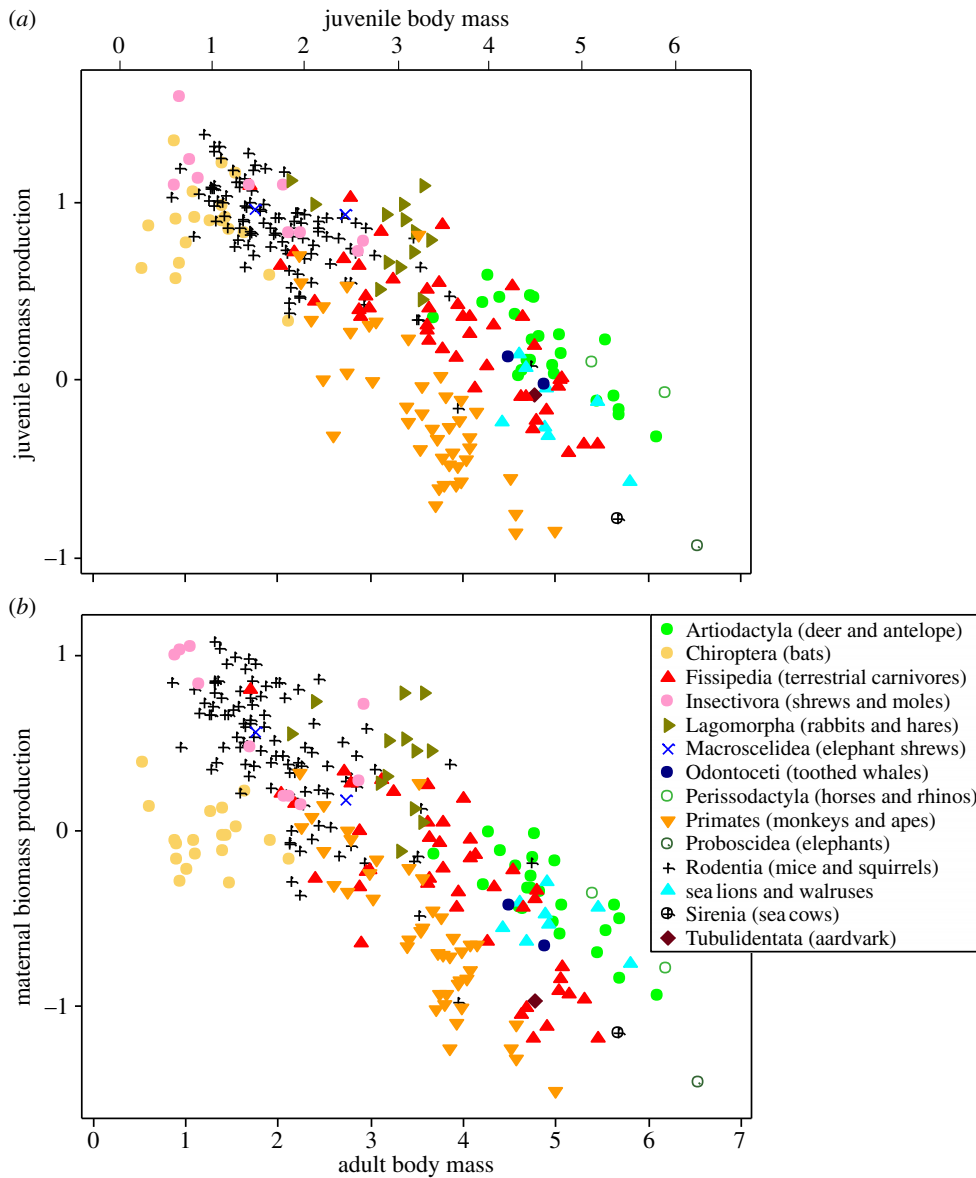 (a)
juvenile body mass
0 1 2 3 4 5 6
juvenile biomass production
1
0
–1
(b)
maternal biomass production
1
0
–1
Artiodactyla (deer and antelope)
Chiroptera (bats)
Fissipedia (terrestrial carnivores)
Insectivora (shrews and moles)
Lagomorpha (rabbits and hares)
Macroscelidea (elephant shrews)
Odontoceti (toothed whales)
Perissodactyla (horses and rhinos)
Primates (monkeys and apes)
Proboscidea (elephants)
Rodentia (mice and squirrels)
sea lions and walruses
Sirenia (sea cows)
Tubulidentata (aardvark)
0 1 2 3 4 5 6 7
adult body mass